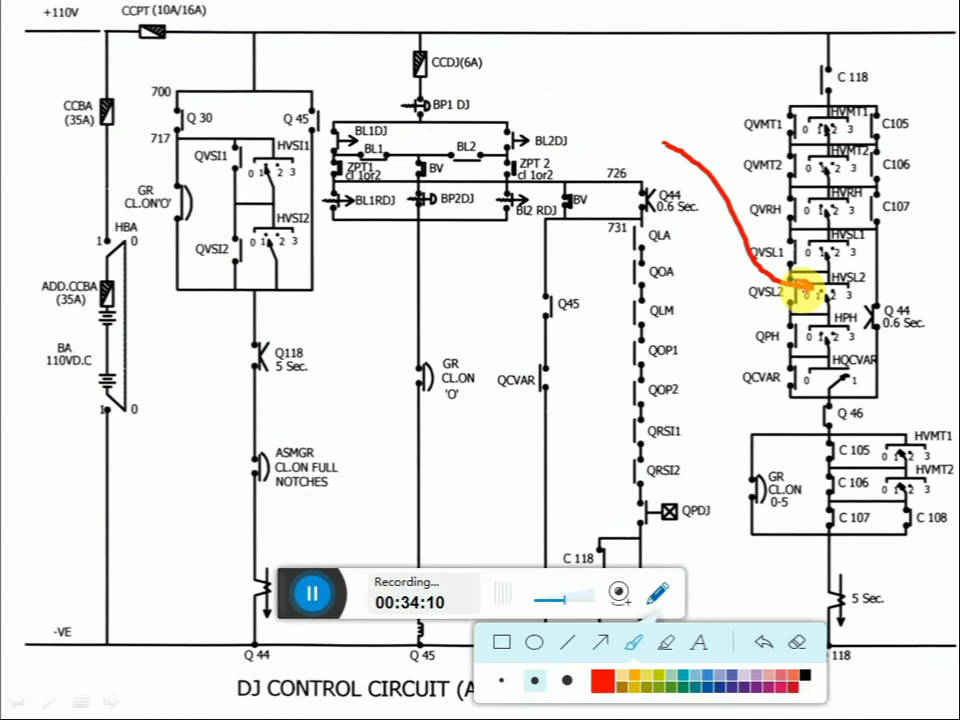 +110V
CCPT (10A/16A)
CCBA
(35A)
HBA
1
0
ADD.CCBA
(35A)
BA
110VD.C
1
0
-VE
700
Q 30
717
QVSI1
HVSI1
0 1 2 3
GR
CL.ON'O'
QVSI2
HVSI2
0 1 2 3
Q 45
Q118
5 Sec.
ASMGR
CL.ON FULL
NOTCHES
Q 44
CCDJ(6A)
BP1 DJ
BL1DJ
BL1
BL2
BL2DJ
ZPT1
cl 1or2
BV
ZPT 2
cl 1or2
BL1RDJ
BP2DJ
Bl2 RDJ
BV
726
Q44
0.6 Sec.
731
QLA
QOA
QLM
QOP1
QOP2
QRSI1
QRSI2
QPDJ
C 118
Q45
QCVAR
GR
CL.ON
'O'
Q 45
C 118
QVMT1
HVMT1
0 1 2 3
C105
QVMT2
HVMT2
0 1 2 3
C106
QVRH
HVRH
0 1 2 3
C107
QVSL1
HVSL1
0 1 2 3
QVSL2
HVSL2
0 1 2 3
QPH
HPH
0 1 2 3
Q 44
0.6 Sec.
QCVAR
HQCVAR
0 1
Q 46
C 105
HVMT1
0 1 2 3
C 106
HVMT2
0 1 2 3
C 107
C 108
GR
CL.ON
0-5
5 Sec.
118
DJ CONTROL CIRCUIT (A
Recording...
00:34:10
A